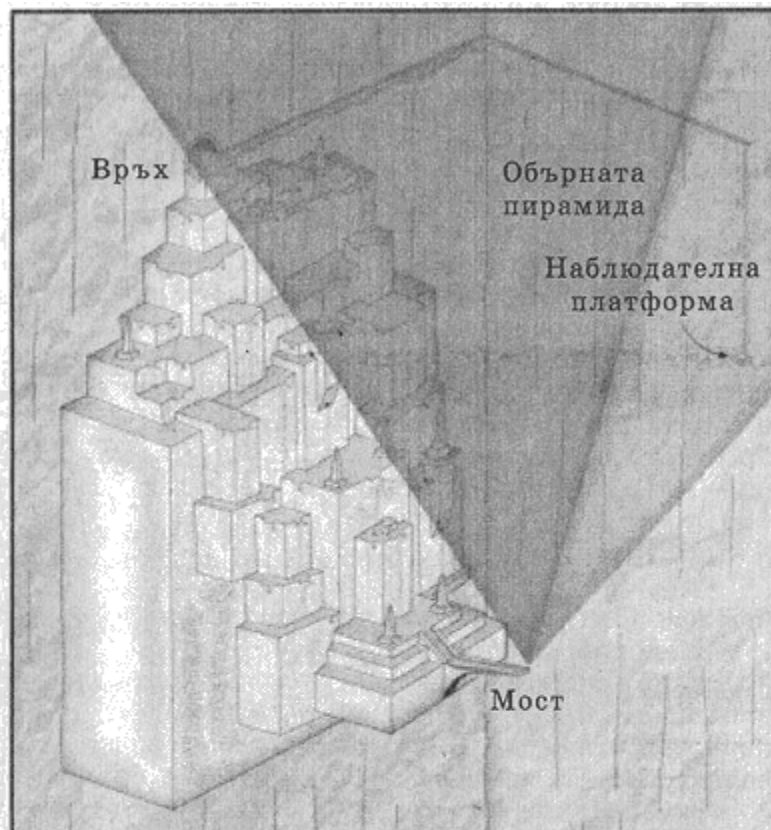 Връх
Обърната
пирамида
Наблюдателна
платформа
Мост